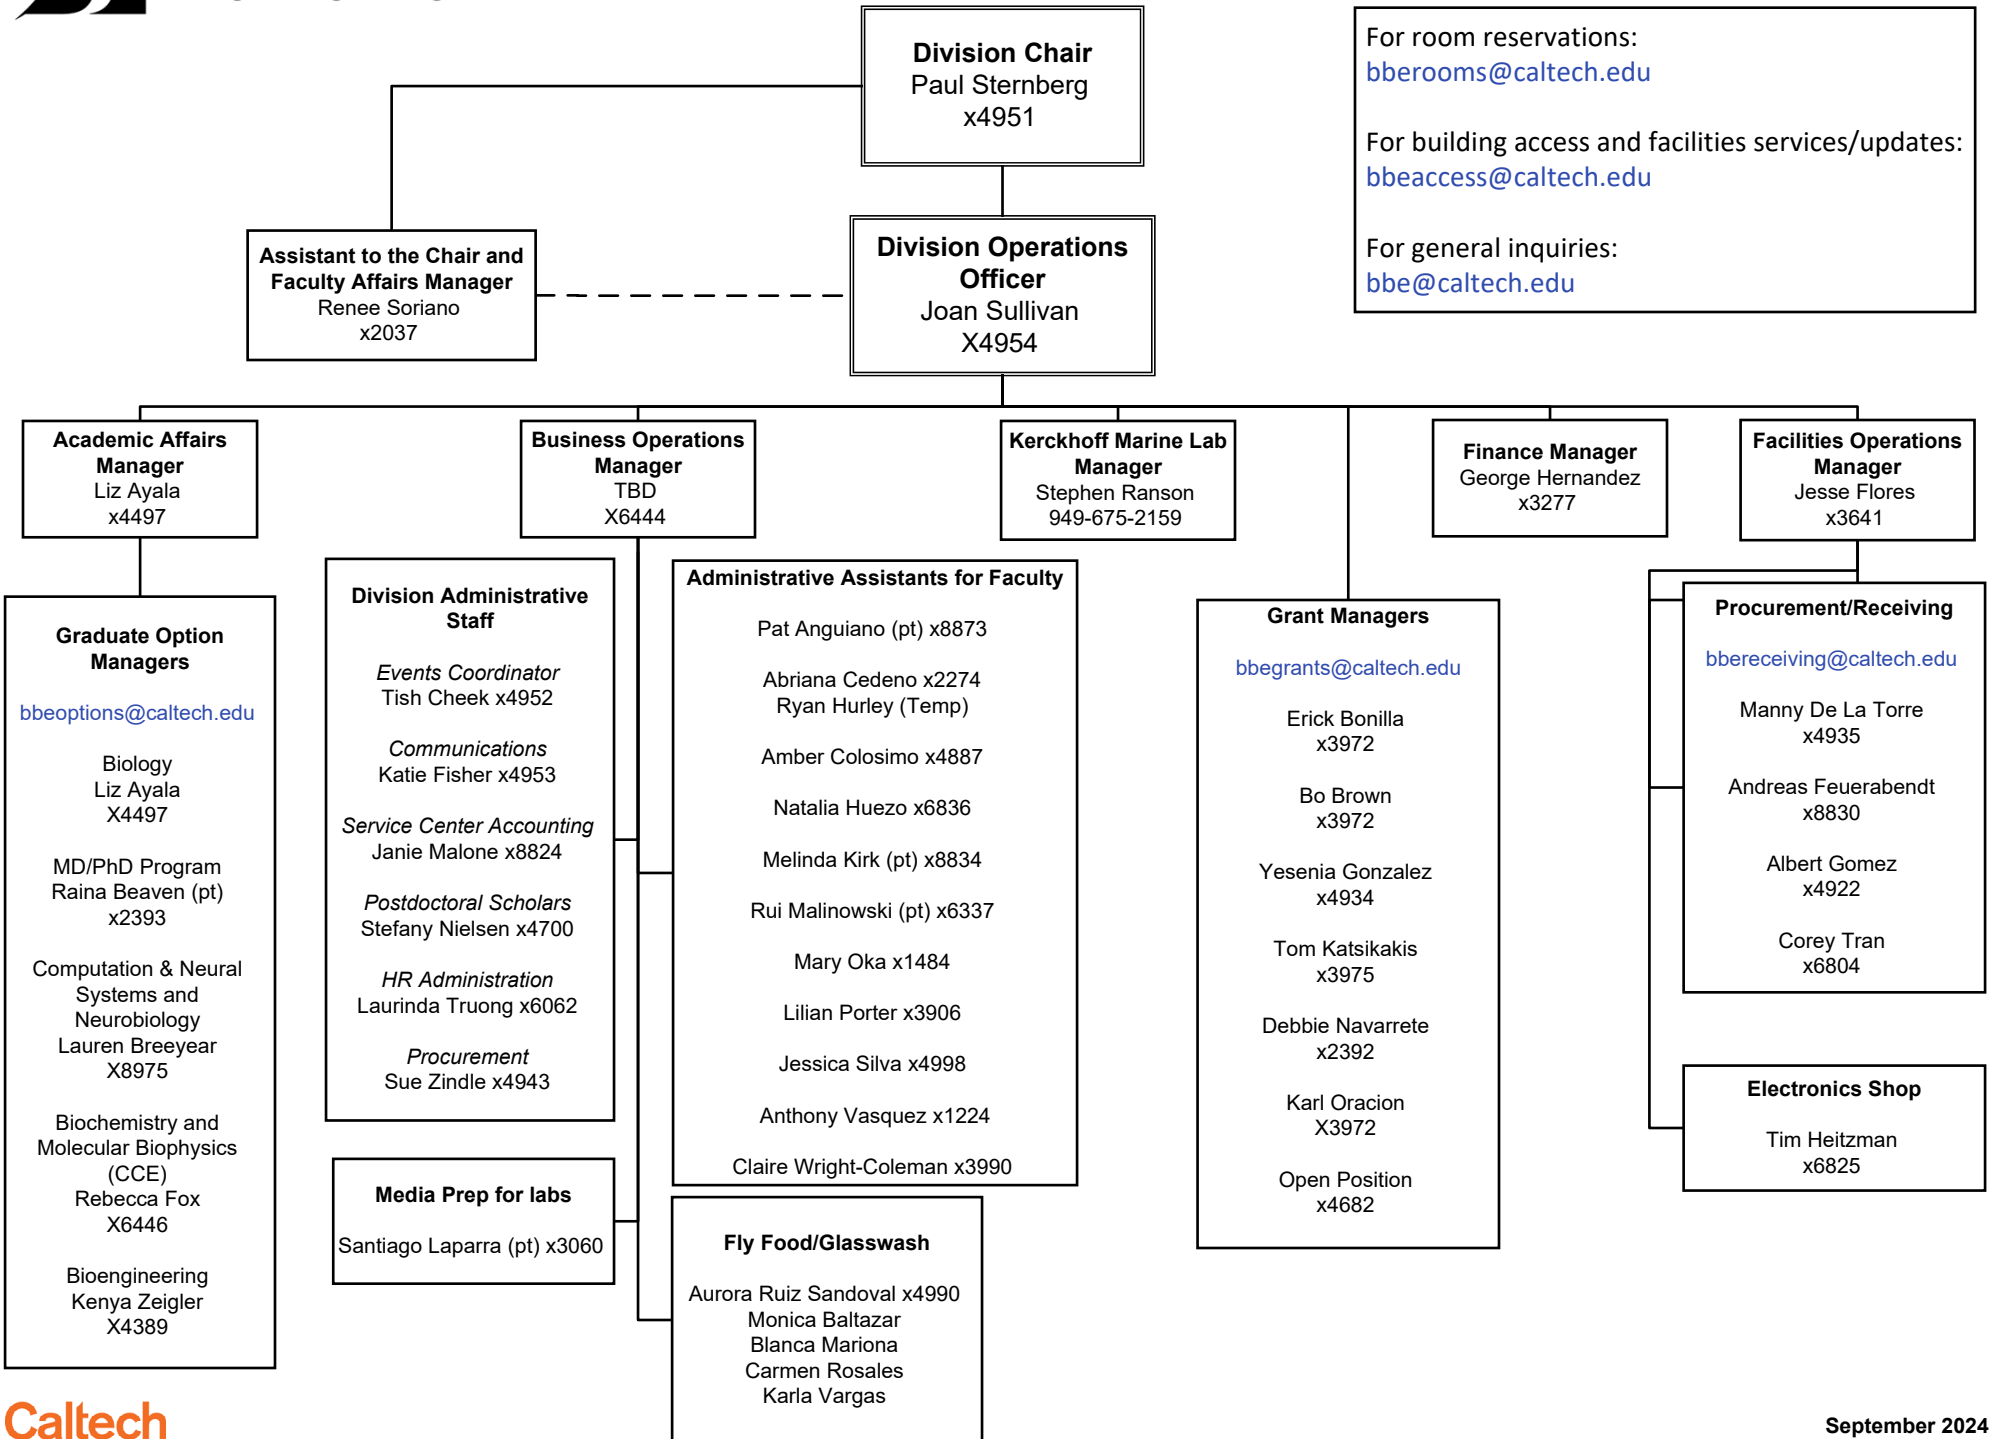 Division Chair
Paul Sternberg
x4951
For room reservations:
bberooms@caltech.edu
For building access and facilities services/updates:
bbeaccess@caltech.edu
For general inquiries:
bbe@caltech.edu
Assistant to the Chair and
Faculty Affairs Manager
Renee Soriano
x2037
Division Operations
Officer
Joan Sullivan
X4954
Academic Affairs
Manager
Liz Ayala
x4497
Business Operations
Manager
TBD
X6444
Kerckhoff Marine Lab
Manager
Stephen Ranson
949-675-2159
Finance Manager
George Hernandez
x3277
Facilities Operations
Manager
Jesse Flores
x3641
Graduate Option
Managers
bbeoptions@caltech.edu
Biology
Liz Ayala
X4497
MD/PhD Program
Raina Beaven (pt)
x2393
Computation & Neural
Systems and
Neurobiology
Lauren Breeyear
X8975
Biochemistry and
Molecular Biophysics
(CCE)
Rebecca Fox
X6446
Bioengineering
Kenya Zeigler
X4389
Division Administrative
Staff
Events Coordinator
Tish Cheek x4952
Communications
Katie Fisher x4953
Service Center Accounting
Janie Malone x8824
Postdoctoral Scholars
Stefany Nielsen x4700
HR Administration
Laurinda Truong x6062
Procurement
Sue Zindle x4943
Media Prep for labs
Santiago Laparra (pt) x3060
Administrative Assistants for Faculty
Pat Anguiano (pt) x8873
Abriana Cedeno x2274
Ryan Hurley (Temp)
Amber Colosimo x4887
Natalia Huezo x6836
Melinda Kirk (pt) x8834
Rui Malinowski (pt) x6337
Mary Oka x1484
Lilian Porter x3906
Jessica Silva x4998
Anthony Vasquez x1224
Claire Wright-Coleman x3990
Fly Food/Glasswash
Aurora Ruiz Sandoval x4990
Monica Baltazar
Blanca Mariona
Carmen Rosales
Karla Vargas
Grant Managers
bbegrants@caltech.edu
Erick Bonilla
x3972
Bo Brown
x3972
Yesenia Gonzalez
x4934
Tom Katsikakis
x3975
Debbie Navarrete
x2392
Karl Oracion
X3972
Open Position
x4682
Procurement/Receiving
bbereceiving@caltech.edu
Manny De La Torre
x4935
Andreas Feuerabendt
x8830
Albert Gomez
x4922
Corey Tran
x6804
Electronics Shop
Tim Heitzman
x6825
Caltech
September 2024